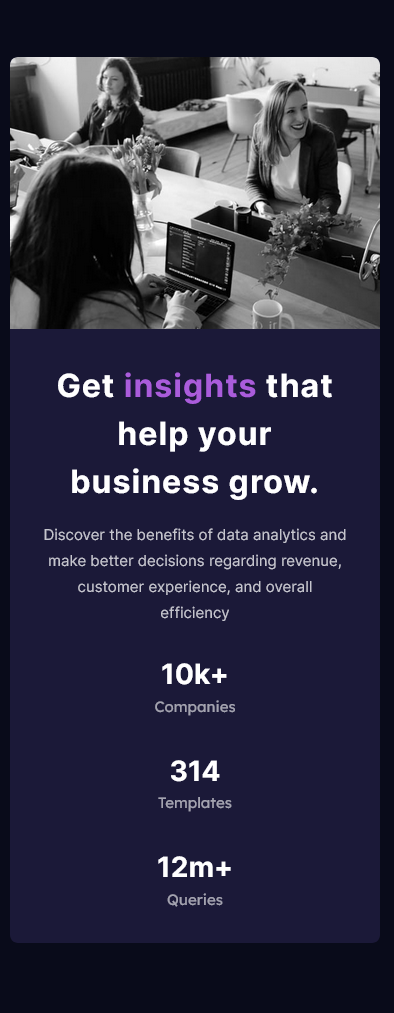 Get insights that
help your
business grow.
Discover the benefits of data analytics and
make better decisions regarding revenue,
customer experience, and overall
efficiency
10k+
Companies
314
Templates
12m+
Queries